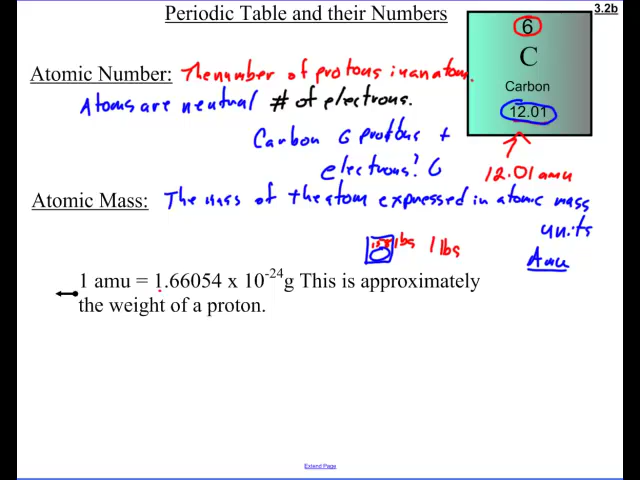 Periodic Table and their Numbers
3.2b
6
C
Carbon
12.01
Atomic Number: The number of protons in an atom.
Atoms are neutral # of electrons.
Carbon 6 protons +
electrons? 6
12.01 amu
Atomic Mass: The mass of the atom expressed in atomic mass
units
Amu
lbs 1 lbs
1 amu = 1.66054 x 10-24g This is approximately
the weight of a proton.
Extend Page